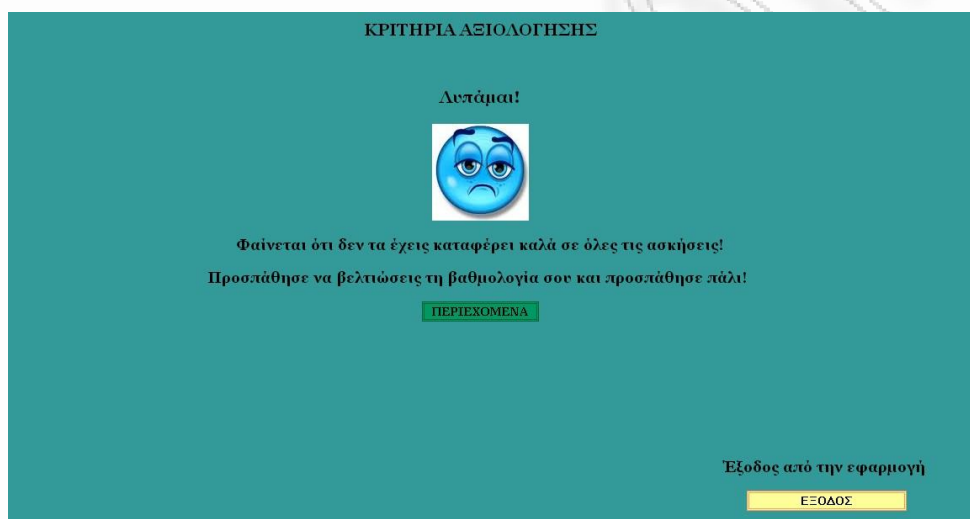 ΚΡΙΤΗΡΙΑ ΑΞΙΟΛΟΓΗΣΗΣ
Λυπάμαι!
Φαίνεται ότι δεν τα έχεις καταφέρει καλά σε όλες τις ασκήσεις!
Προσπάθησε να βελτιώσεις τη βαθμολογία σου και προσπάθησε πάλι!
ΠΕΡΙΕΧΟΜΕΝΑ
Έξοδος από την εφαρμογή
ΕΞΟΔΟΣ